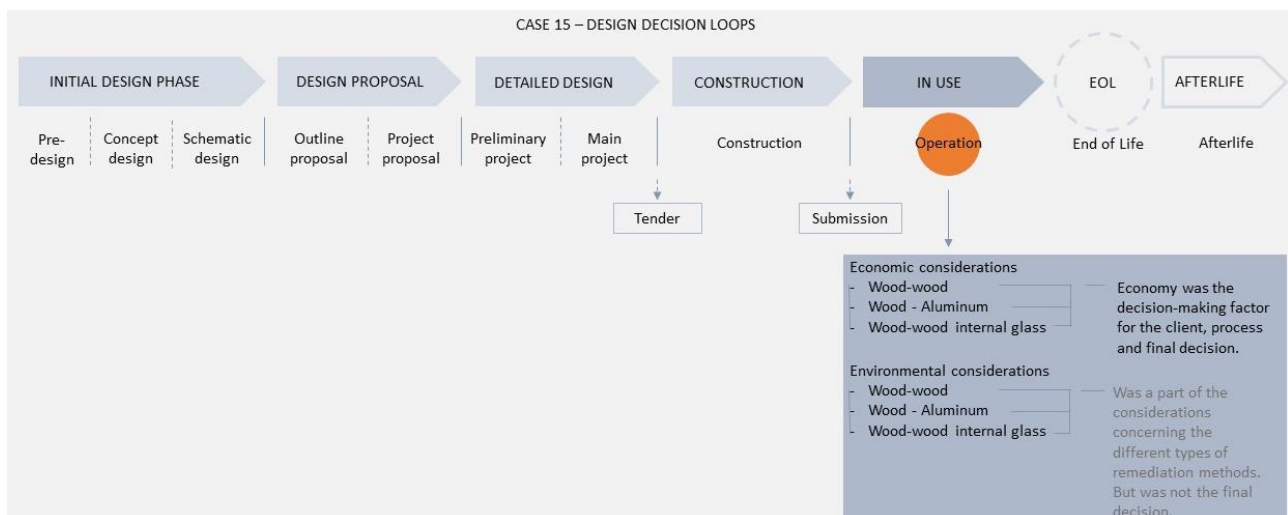 CASE 15 – DESIGN DECISION LOOPS
INITIAL DESIGN PHASE
DESIGN PROPOSAL
DETAILED DESIGN
CONSTRUCTION
IN USE
EOL
AFTERLIFE
Pre-
design
Concept
design
Schematic
design
Outline
proposal
Project
proposal
Preliminary
project
Main
project
Construction
Operation
End of Life
Afterlife
Tender
Submission
Economic considerations
- Wood-wood
- Wood - Aluminum
- Wood-wood internal glass
Economy was the
decision-making factor
for the client, process
and final decision.
Environmental considerations
- Wood-wood
- Wood - Aluminum
- Wood-wood internal glass
Was a part of the
considerations
concerning the
different types of
remediation methods.
But was not the final
decision.